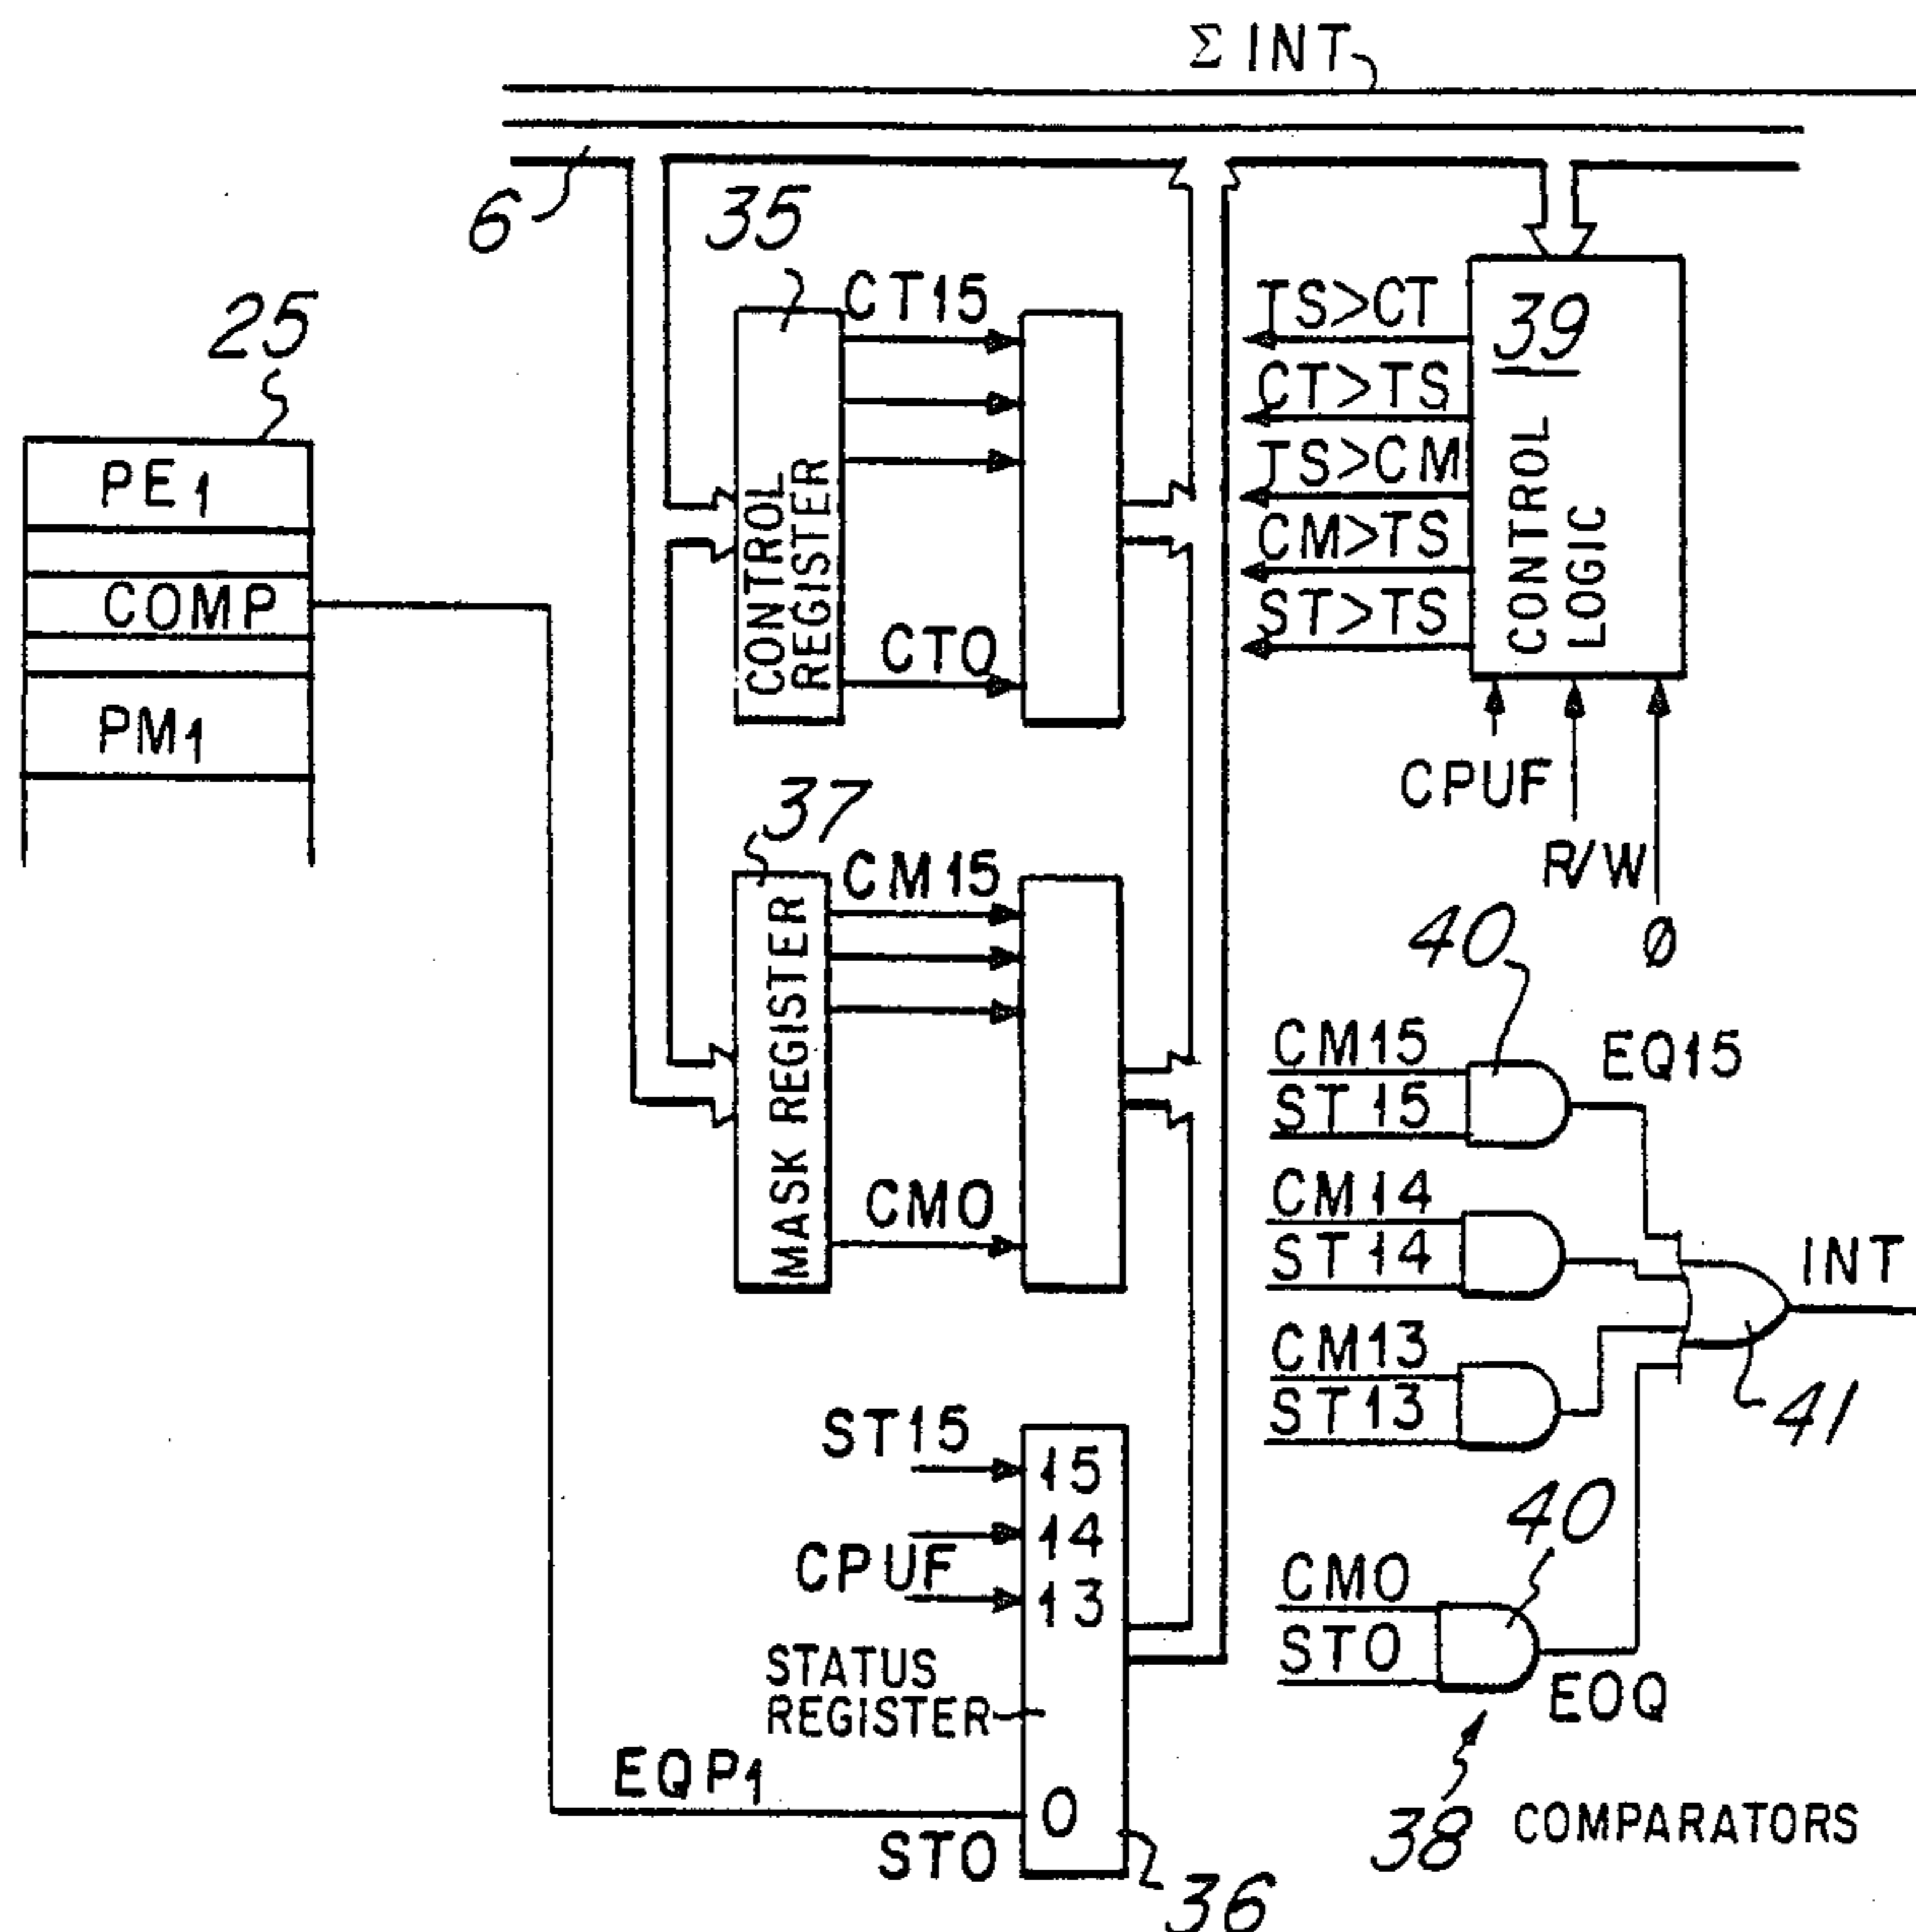 Σ INT
6
35
25
CT15
PE1
COMP
PM1
CONTROL
REGISTER
CTO
TS>CT
CT>TS
TS>CM
CM>TS
ST>TS
39
CONTROL
LOGIC
CPUF
R/W
Ø
37
CM15
MASK REGISTER
CMO
40
CM15
ST15
EQ15
CM14
ST14
CM13
ST13
INT
41
ST15
15
14
CPUF
13
STATUS
REGISTER
EQP1
STO
0
36
40
CMO
STO
EOQ
38 COMPARATORS